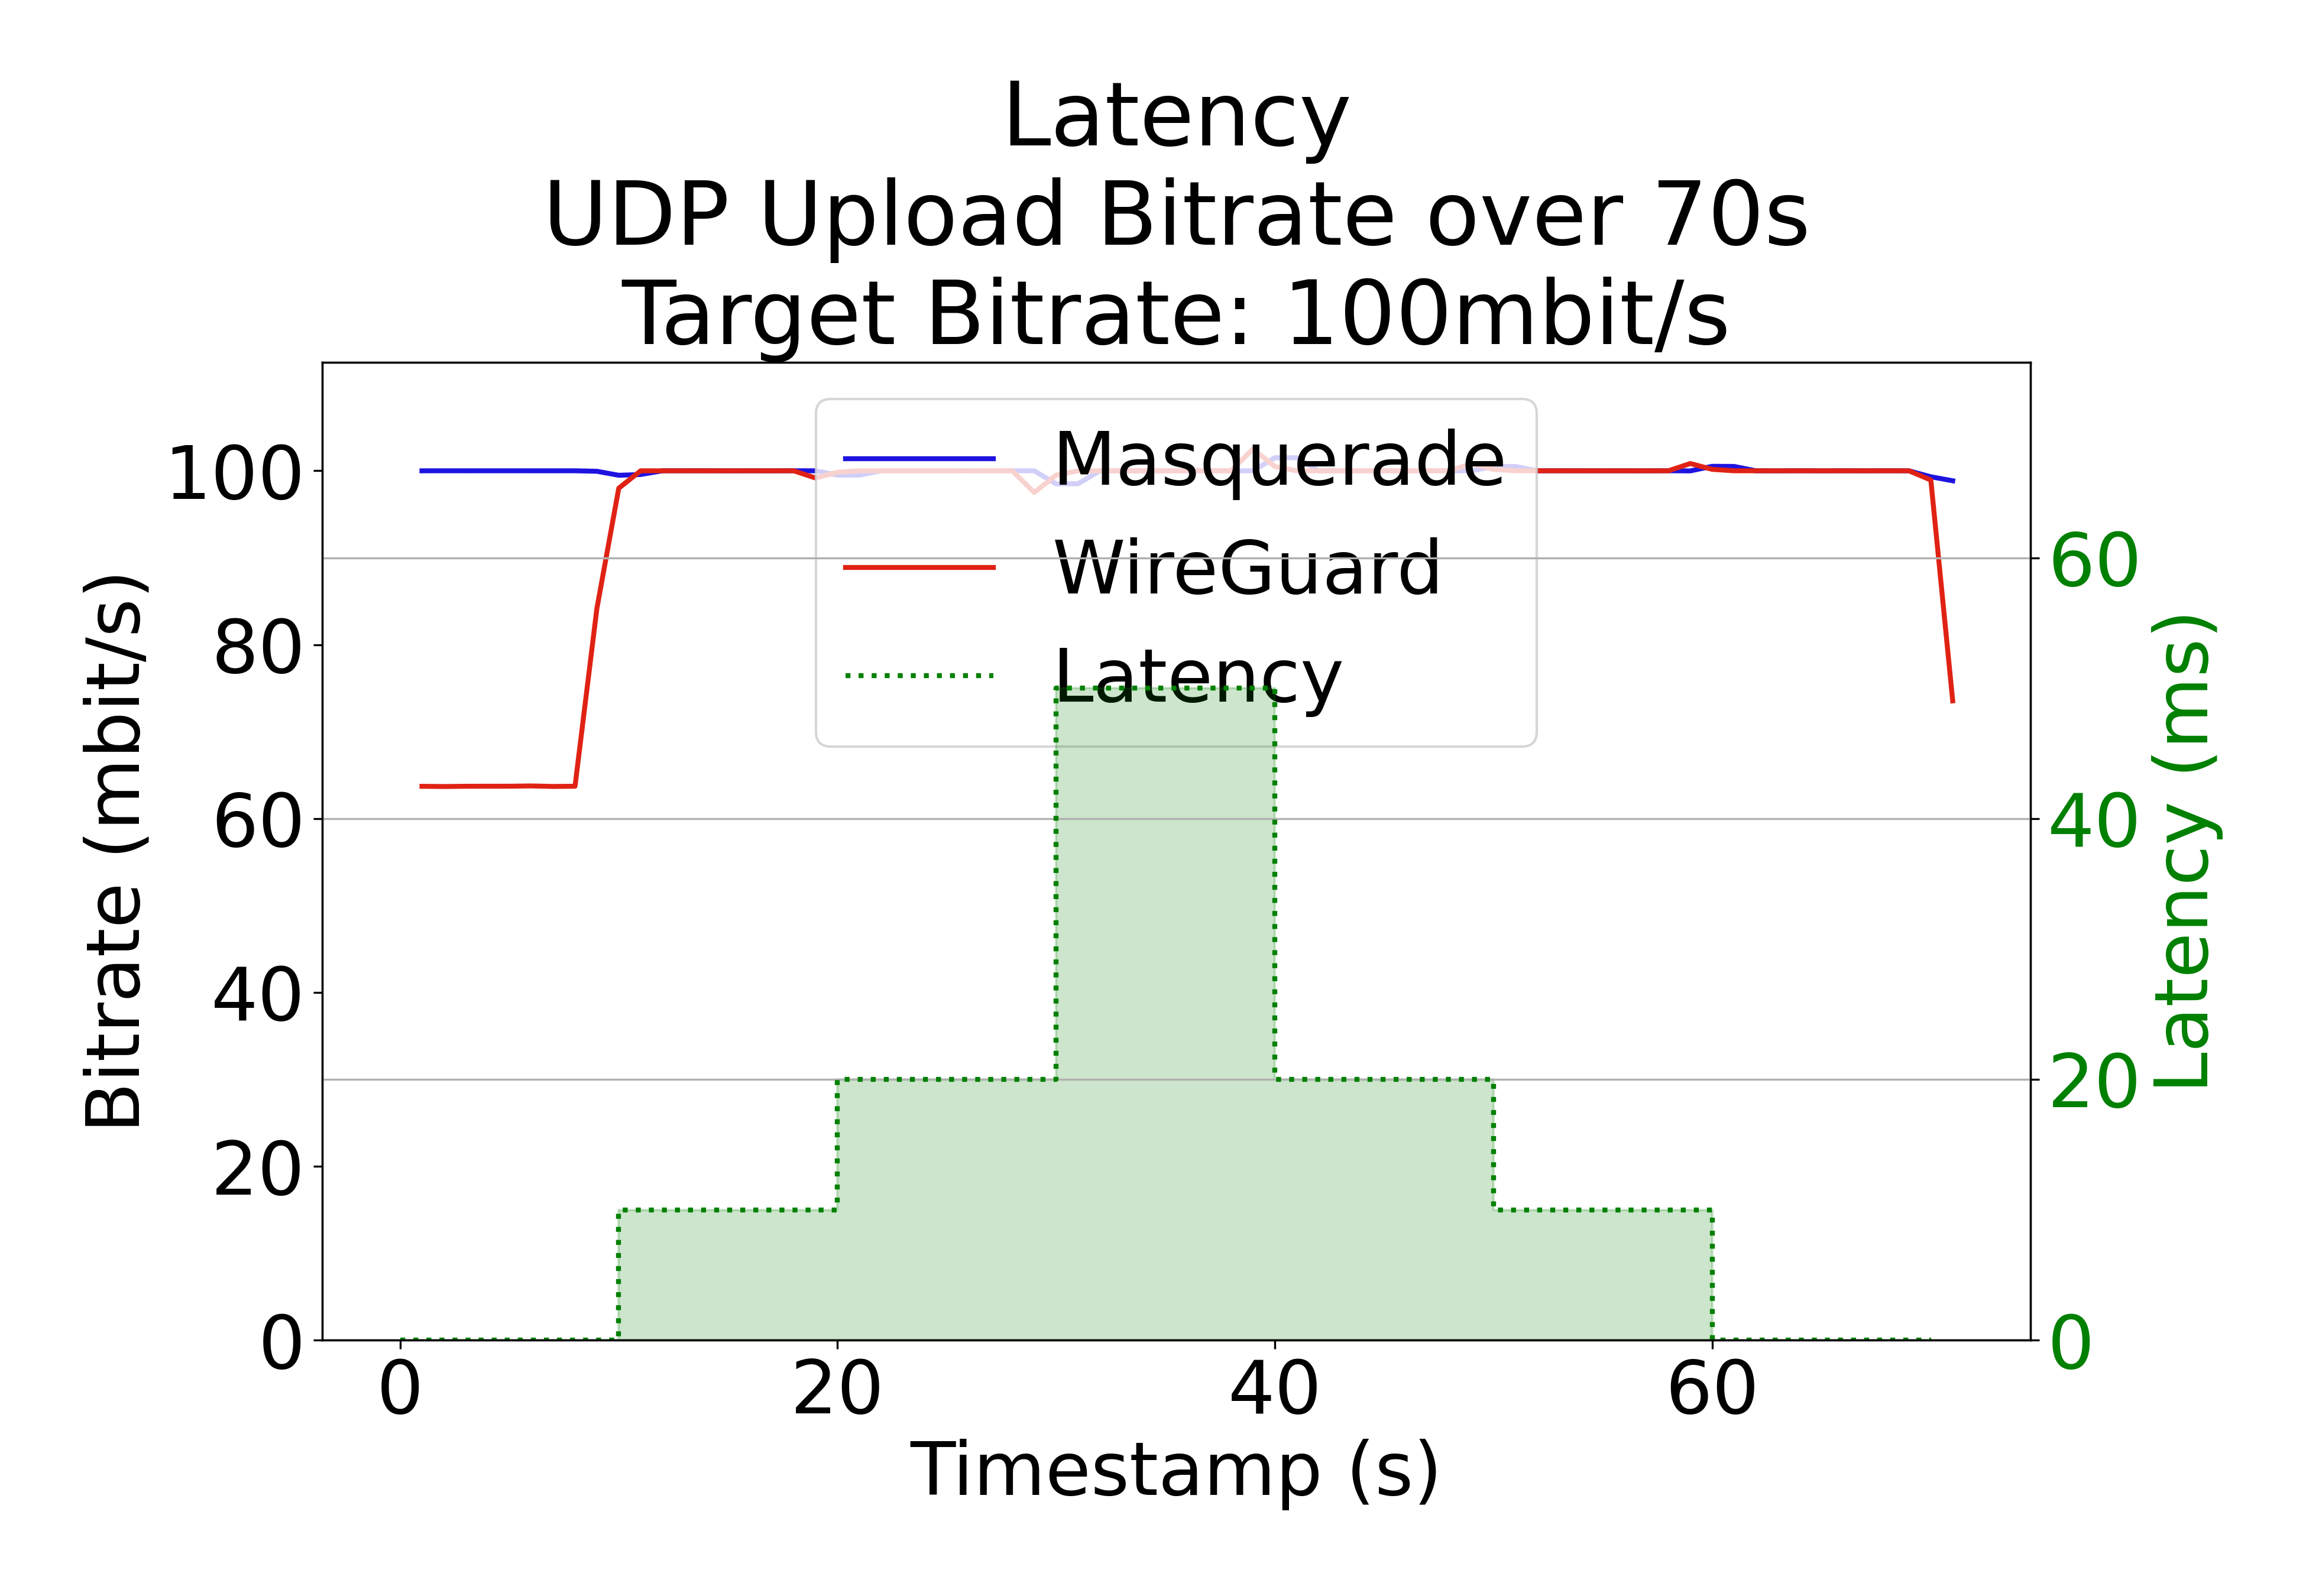 Latency
UDP Upload Bitrate over 70s
Target Bitrate: 100mbit/s
Masquerade
WireGuard
Latency
Bitrate (mbit/s)
100
80
60
40
20
0
Latency (ms)
60
40
20
0
0 20 40 60
Timestamp (s)